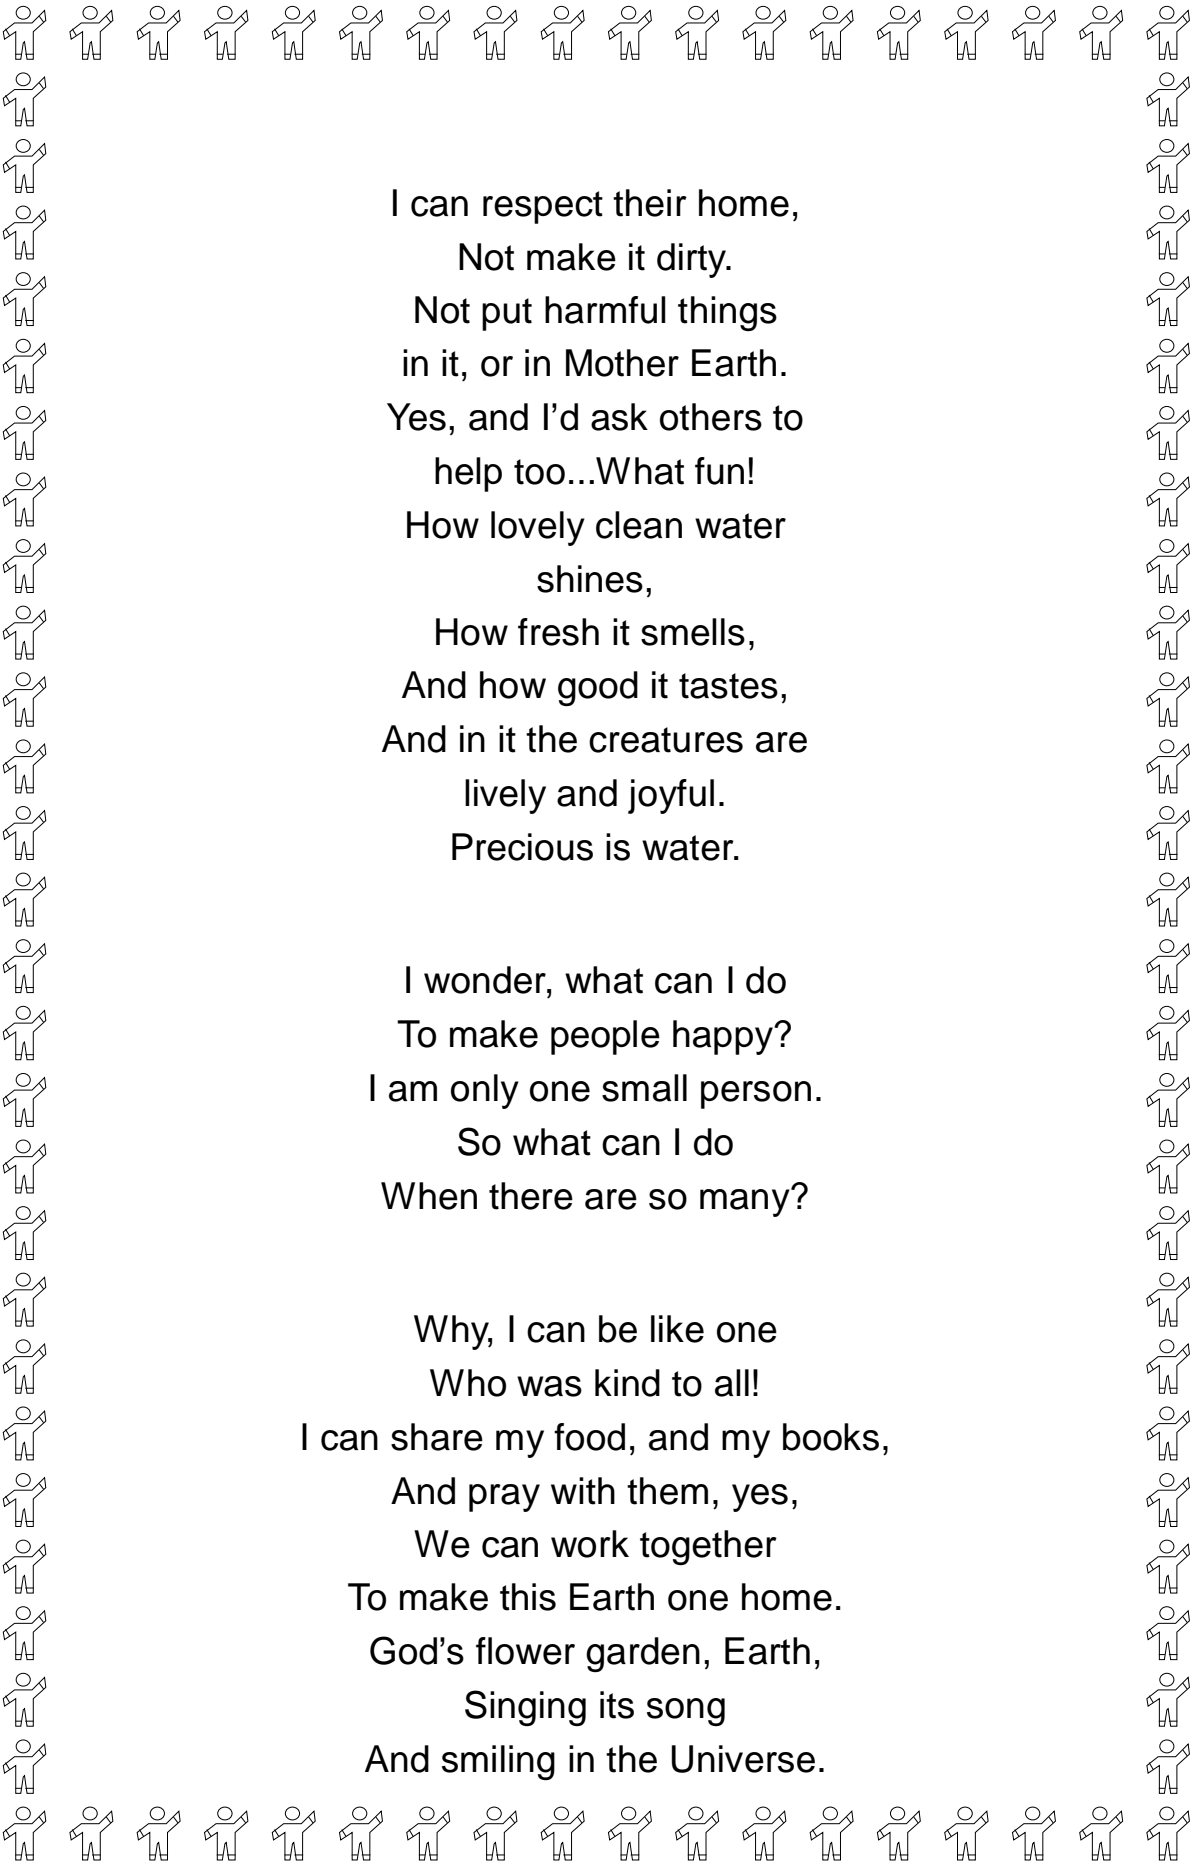 I can respect their home,
Not make it dirty.
Not put harmful things
in it, or in Mother Earth.
Yes, and I’d ask others to
help too...What fun!
How lovely clean water
shines,
How fresh it smells,
And how good it tastes,
And in it the creatures are
lively and joyful.
Precious is water.
I wonder, what can I do
To make people happy?
I am only one small person.
So what can I do
When there are so many?
Why, I can be like one
Who was kind to all!
I can share my food, and my books,
And pray with them, yes,
We can work together
To make this Earth one home.
God’s flower garden, Earth,
Singing its song
And smiling in the Universe.